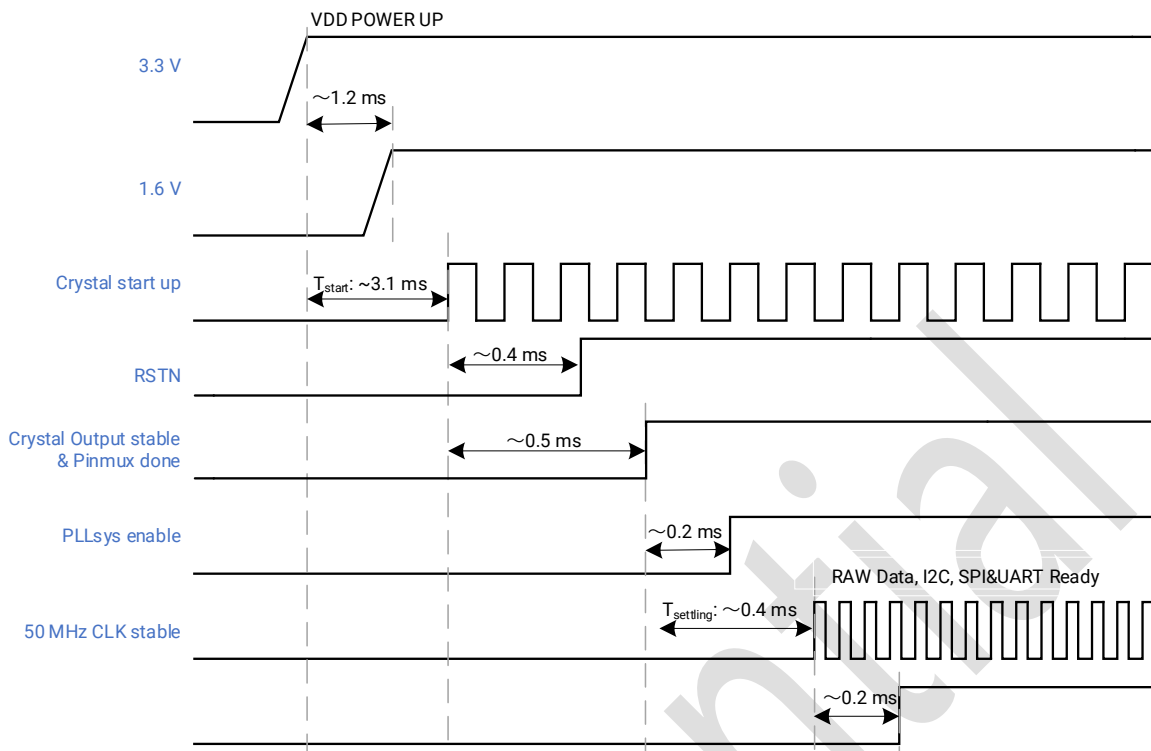 VDD POWER UP
3.3 V
～1.2 ms
1.6 V
Crystal start up
Tstart: ~3.1 ms
～0.4 ms
RSTN
Crystal Output stable
& Pinmux done
～0.5 ms
PLLsys enable
～0.2 ms
RAW Data, I2C, SPI&UART Ready
50 MHz CLK stable
Tsettling: ～0.4 ms
～0.2 ms
ntial